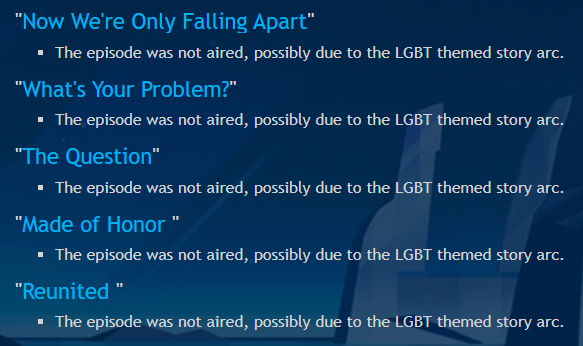 "Now We're Only Falling Apart"
▪ The episode was not aired, possibly due to the LGBT themed story arc.
"What's Your Problem?"
▪ The episode was not aired, possibly due to the LGBT themed story arc.
"The Question"
▪ The episode was not aired, possibly due to the LGBT themed story arc.
"Made of Honor "
▪ The episode was not aired, possibly due to the LGBT themed story arc.
"Reunited "
▪ The episode was not aired, possibly due to the LGBT themed story arc.